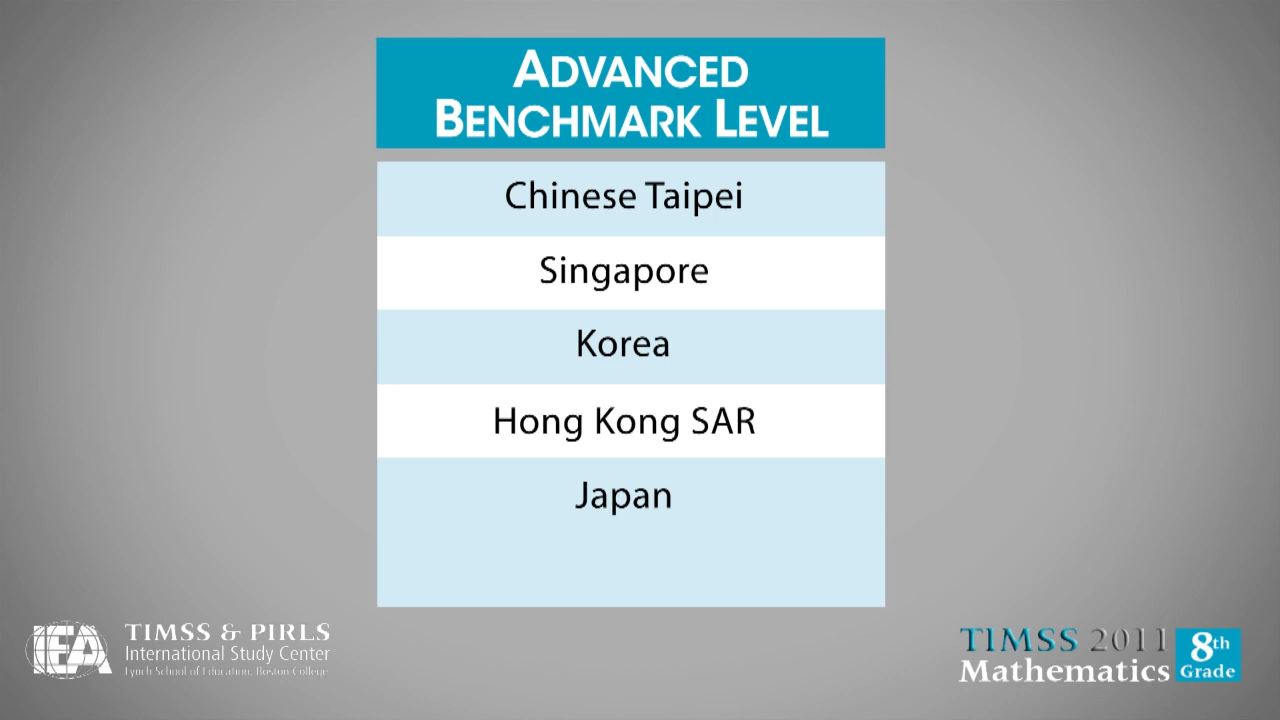 ADVANCED
BENCHMARK LEVEL
Chinese Taipei
Singapore
Korea
Hong Kong SAR
Japan
IEA
TIMSS & PIRLS
International Study Center
Lynch School of Education, Boston College
TIMSS 2011
Mathematics
8th
Grade